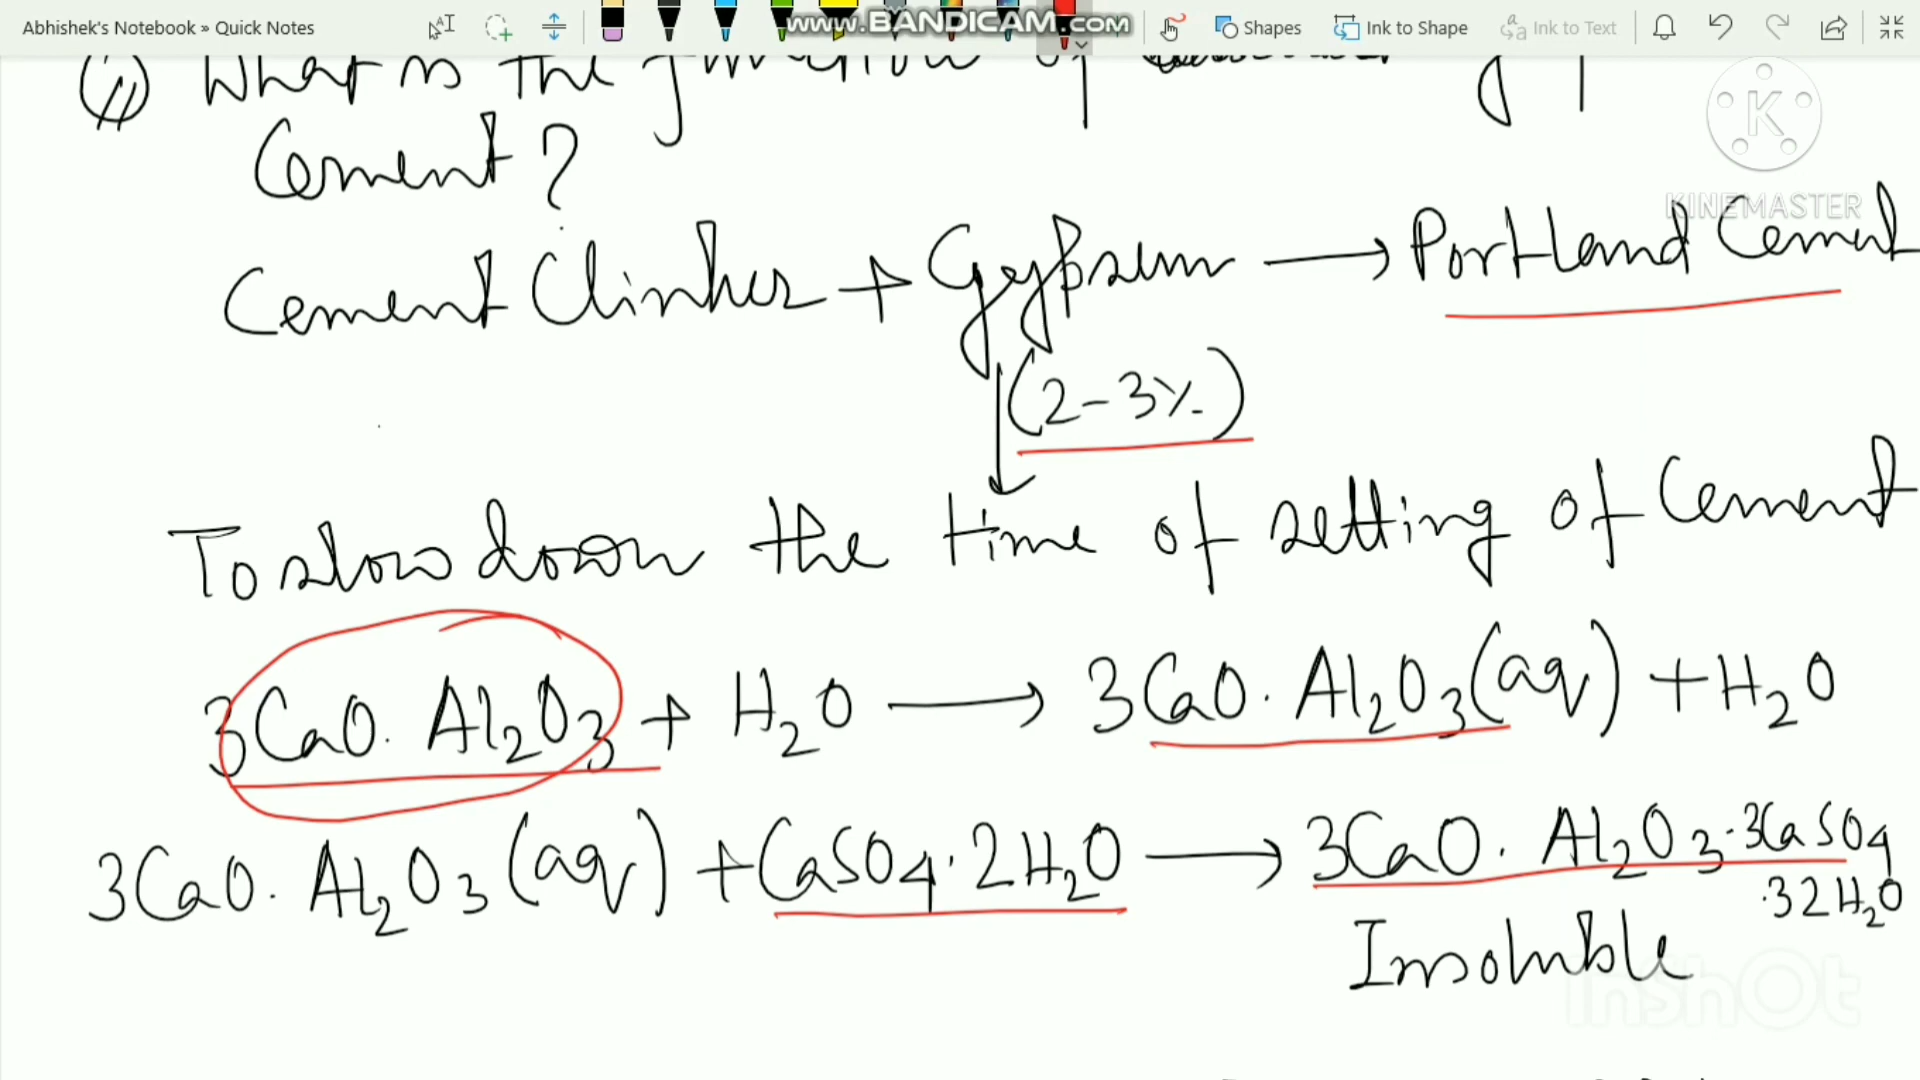 Abhishek's Notebook » Quick Notes
www.BANDICAM.com
Shapes
Ink to Shape
Ink to Text
(ii) What is the function of
Cement?
K
KINEMASTER
Cement Clinker + Gypsum → Portland Cement
(2-3%)
To slow down the time of setting of Cement
3CaO. Al₂O₃ + H₂O → 3CaO. Al₂O₃ (aq) + H₂O
3CaO. Al₂O₃ (aq) + CaSO₄.2H₂O → 3CaO. Al₂O₃.3CaSO₄
.32H₂O
Insoluble
InShOt